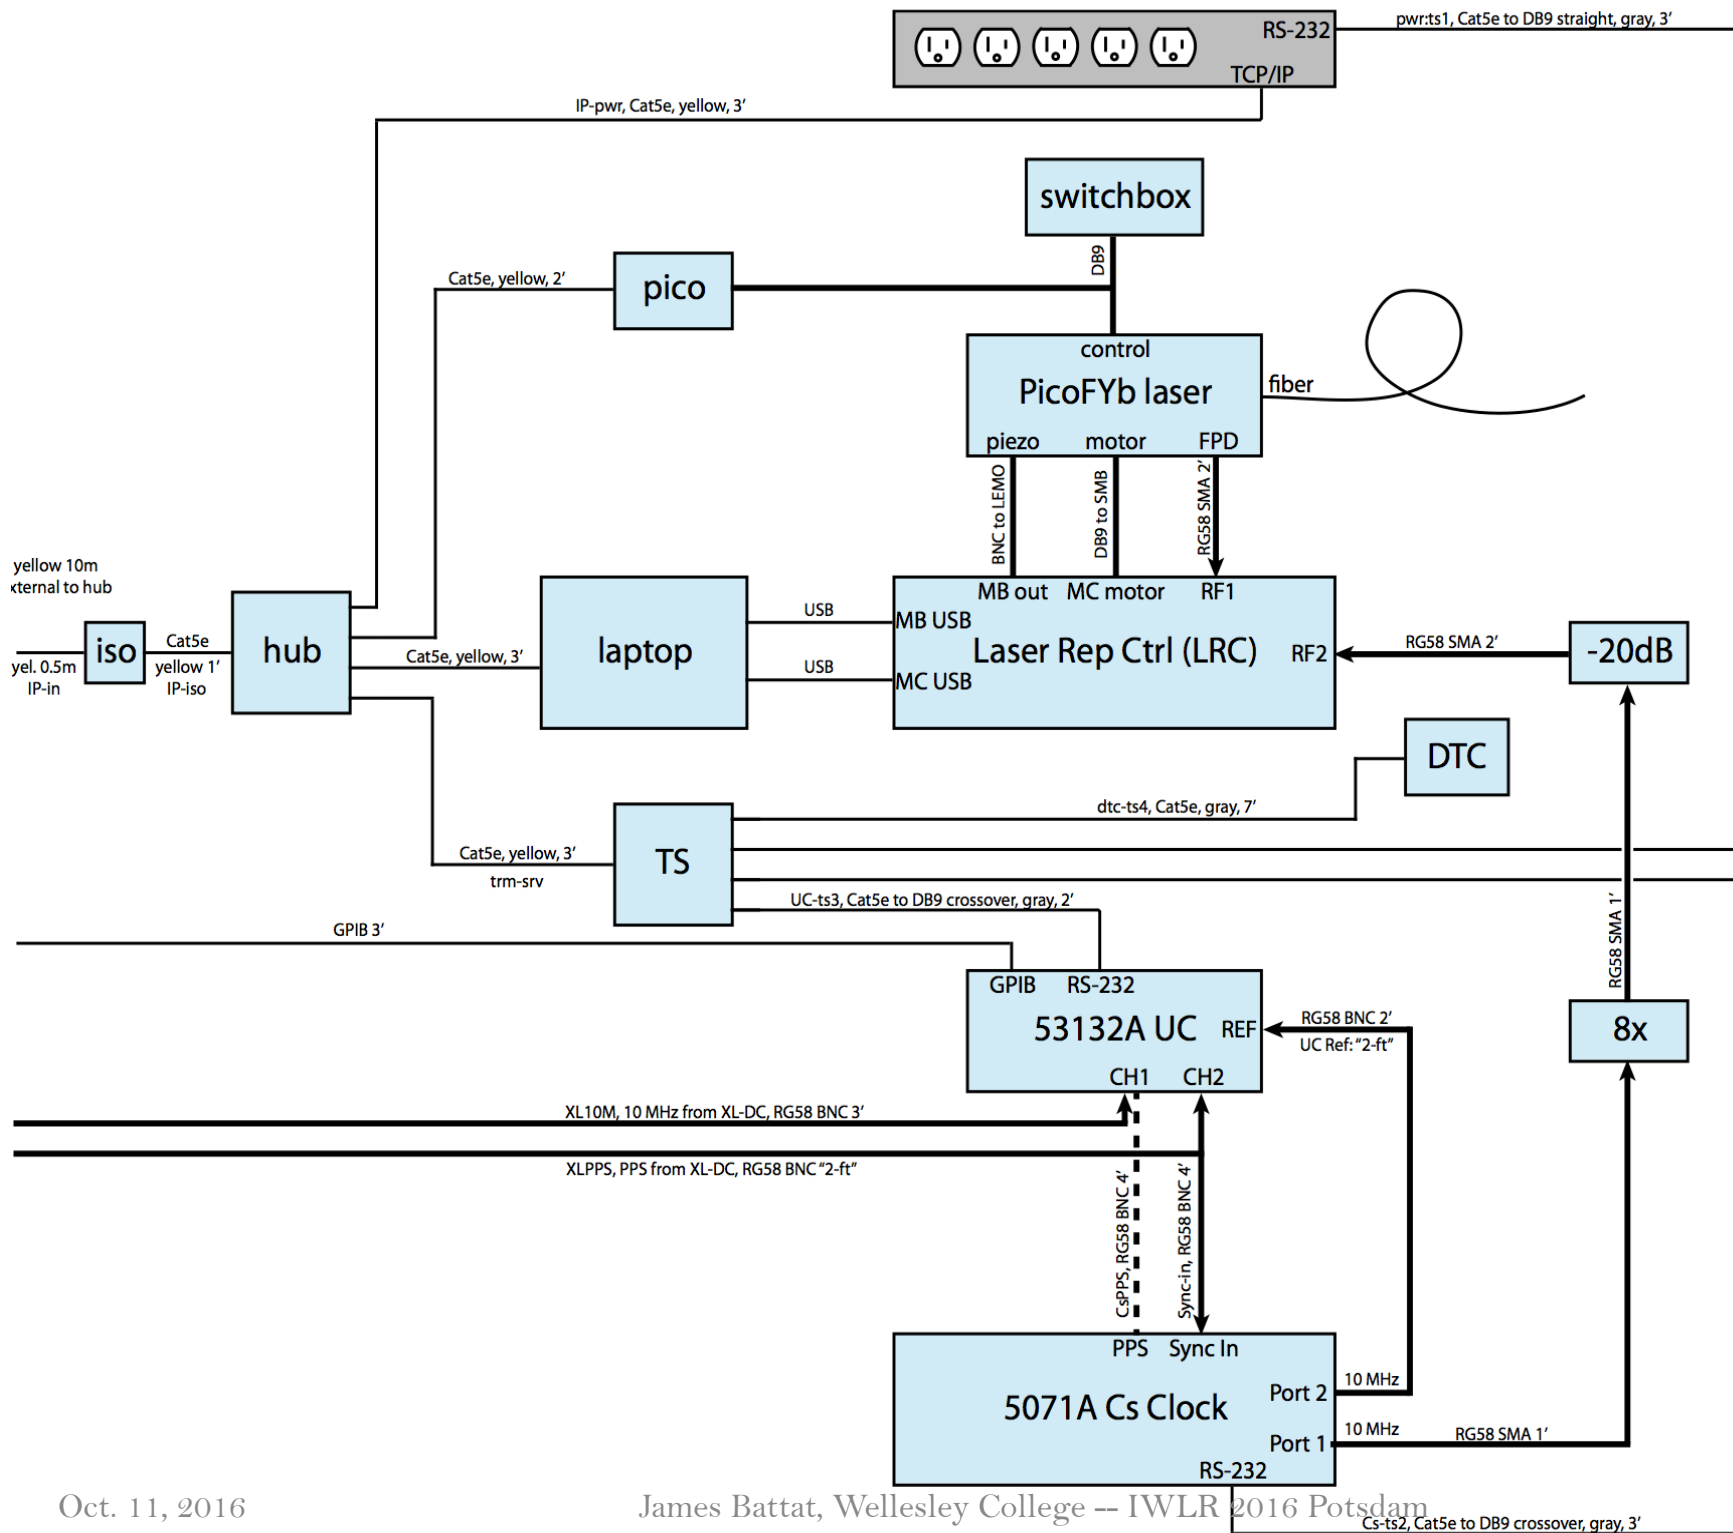 RS-232
pwr:ts1, Cat5e to DB9 straight, gray, 3’
TCP/IP
IP-pwr, Cat5e, yellow, 3’
switchbox
DB9
Cat5e, yellow, 2’
pico
control
PicoFYb laser
fiber
piezo
motor
FPD
BNC to LEMO
DB9 to SMB
RG58 SMA 2’
yellow 10m
xternal to hub
MB out
MC motor
RF1
iso
Cat5e
yellow 1’
IP-iso
yel. 0.5m
IP-in
hub
Cat5e, yellow, 3’
laptop
USB
USB
MB USB
MC USB
Laser Rep Ctrl (LRC)
RF2
RG58 SMA 2’
-20dB
DTC
dtc-ts4, Cat5e, gray, 7’
TS
Cat5e, yellow, 3’
trm-srv
UC-ts3, Cat5e to DB9 crossover, gray, 2’
GPIB 3’
RG58 SMA 1’
GPIB
RS-232
53132A UC
REF
RG58 BNC 2’
UC Ref: “2-ft”
8x
CH1
CH2
XL10M, 10 MHz from XL-DC, RG58 BNC 3’
XLPPS, PPS from XL-DC, RG58 BNC “2-ft”
CsPPS, RG58 BNC 4’
Sync-in, RG58 BNC 4’
PPS
Sync In
5071A Cs Clock
Port 2
10 MHz
Port 1
10 MHz
RG58 SMA 1’
RS-232
Oct. 11, 2016
James Battat, Wellesley College -- IWLR 2016 Potsdam
Cs-ts2, Cat5e to DB9 crossover, gray, 3’